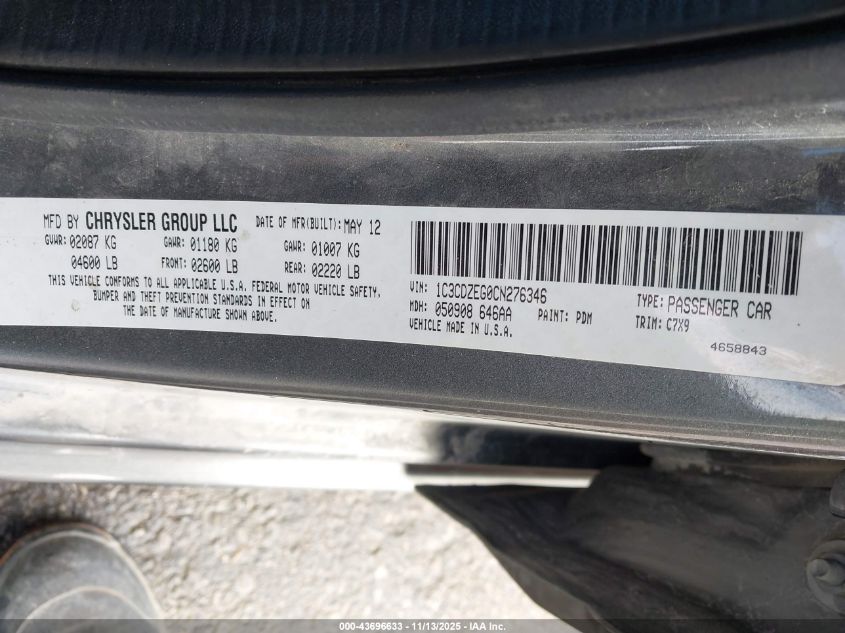 MFD BY CHRYSLER GROUP LLC DATE OF MFR(BUILT): MAY 12
GVWR: 02087 KG GAWR: 01180 KG GAWR: 01007 KG
04600 LB FRONT: 02600 LB REAR: 02220 LB
THIS VEHICLE CONFORMS TO ALL APPLICABLE U.S.A. FEDERAL MOTOR VEHICLE SAFETY,
BUMPER AND THEFT PREVENTION STANDARDS IN EFFECT ON
THE DATE OF MANUFACTURE SHOWN ABOVE.
VIN: 1C3CDZEG0CN276346 TYPE: PASSENGER CAR
MDH: 050908 646AA PAINT: PDM TRIM: C7X9
VEHICLE MADE IN U.S.A. 4658843
000-43696633 - 11/13/2025 - IAA Inc.